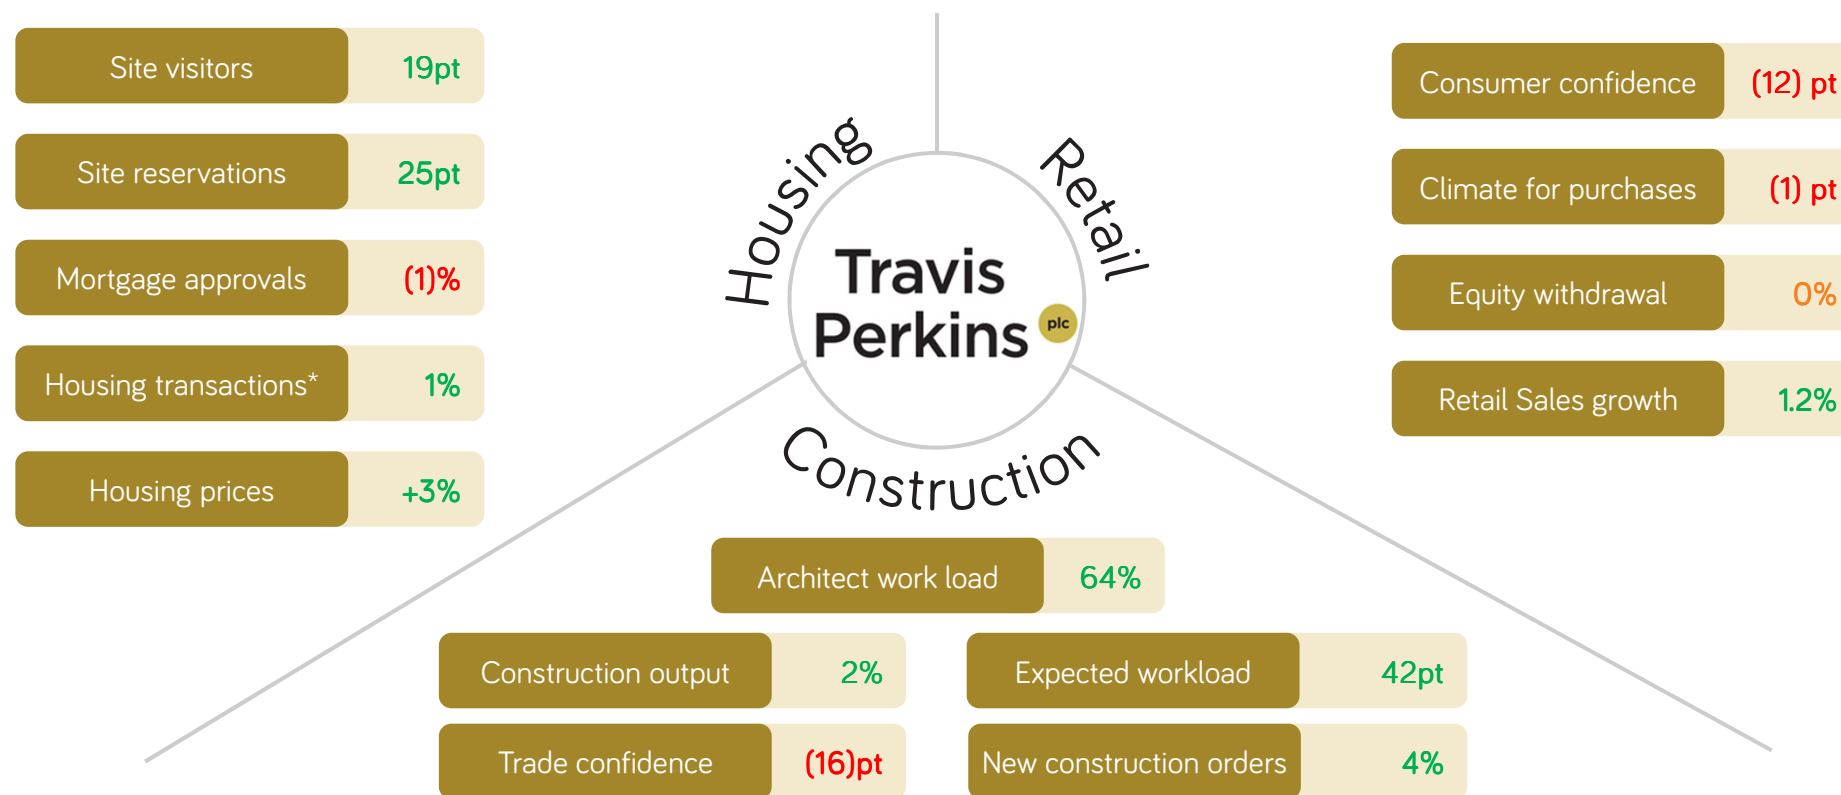 Site visitors 19pt
Site reservations 25pt
Mortgage approvals (1)%
Housing transactions* 1%
Housing prices +3%
Housing
Retail
Construction
Travis
Perkins plc
Consumer confidence (12) pt
Climate for purchases (1) pt
Equity withdrawal 0%
Retail Sales growth 1.2%
Architect work load 64%
Construction output 2%
Expected workload 42pt
Trade confidence (16)pt
New construction orders 4%